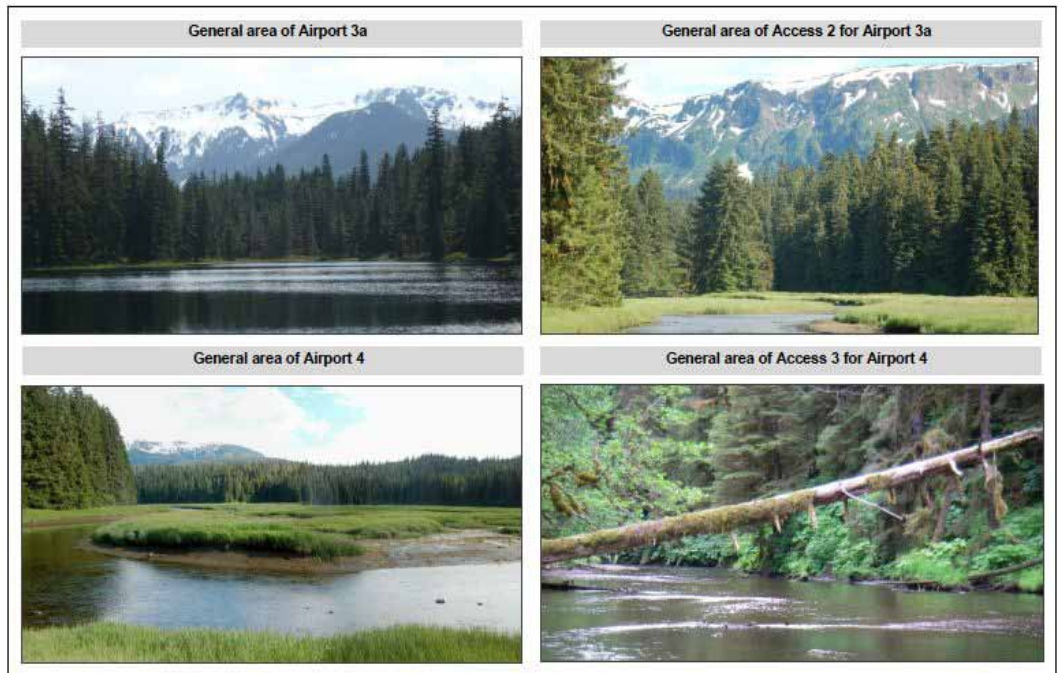 General area of Airport 3a
General area of Access 2 for Airport 3a
General area of Airport 4
General area of Access 3 for Airport 4